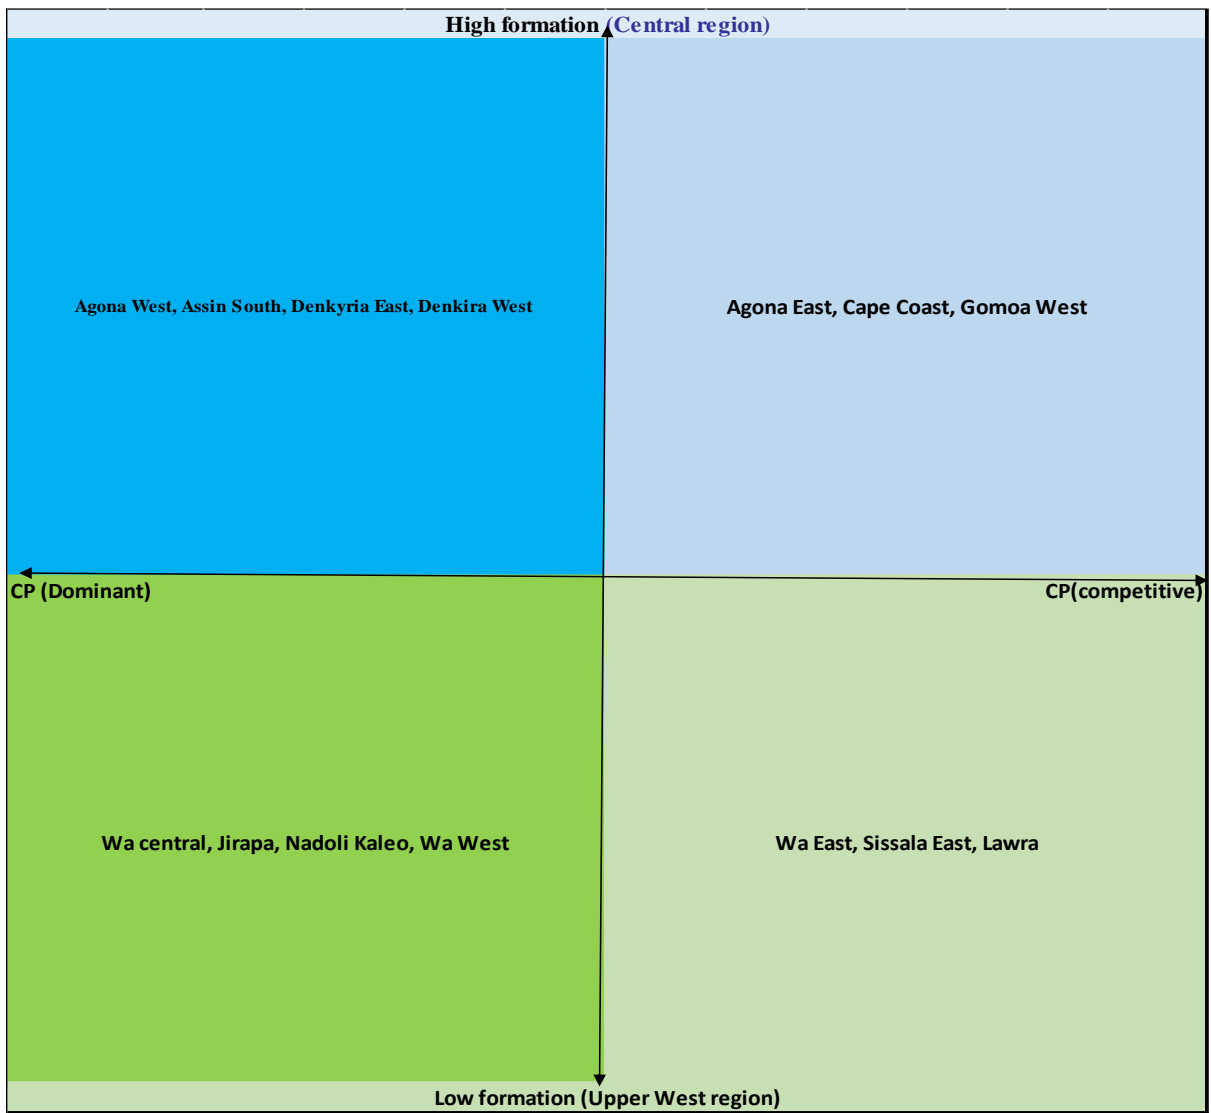 High formation (Central region)
Agona West, Assin South, Denkyria East, Denkira West
Agona East, Cape Coast, Gomoa West
CP (Dominant)
CP(competitive)
Wa central, Jirapa, Nadoli Kaleo, Wa West
Wa East, Sissala East, Lawra
Low formation (Upper West region)